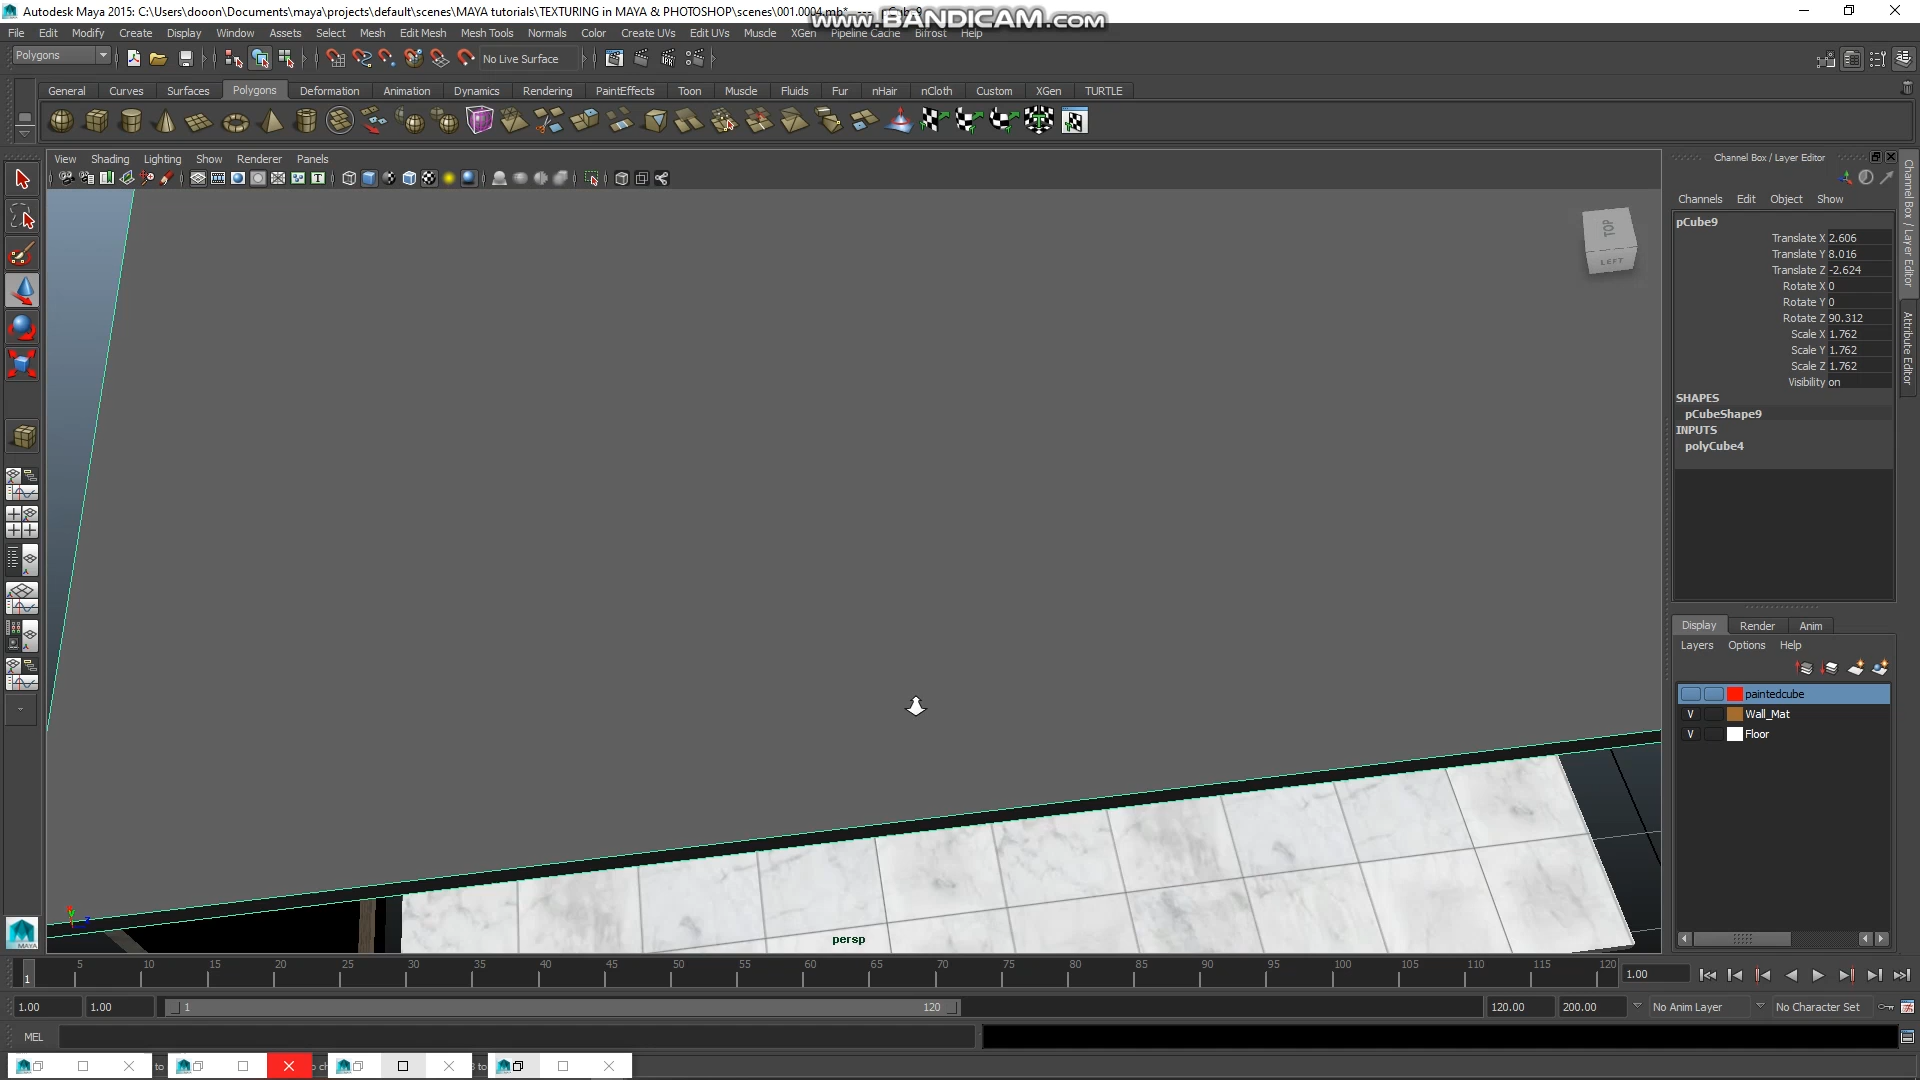 Autodesk Maya 2015: C:\Users\dooon\Documents\maya\projects\default\scenes\MAYA tutorials\TEXTURING in MAYA & PHOTOSHOP\scenes\001.0004.mb* --- pCube9
www.BANDICAM.com
File Edit Modify Create Display Window Assets Select Mesh Edit Mesh Mesh Tools Normals Color Create UVs Edit UVs Muscle XGen Pipeline Cache Bifrost Help
Polygons No Live Surface
General Curves Surfaces Polygons Deformation Animation Dynamics Rendering PaintEffects Toon Muscle Fluids Fur nHair nCloth Custom XGen TURTLE
View Shading Lighting Show Renderer Panels
Channel Box / Layer Editor
Channels Edit Object Show
pCube9
Translate X 2.606
Translate Y 8.016
Translate Z -2.624
Rotate X 0
Rotate Y 0
Rotate Z 90.312
Scale X 1.762
Scale Y 1.762
Scale Z 1.762
Visibility on
SHAPES
pCubeShape9
INPUTS
polyCube4
Channel Box / Layer Editor
Attribute Editor
TOP
LEFT
Display Render Anim
Layers Options Help
paintedcube
V Wall_Mat
V Floor
persp
MAYA
1 5 10 15 20 25 30 35 40 45 50 55 60 65 70 75 80 85 90 95 100 105 110 115 120 1.00
1.00 1.00 1 120 120.00 200.00 No Anim Layer No Character Set
MEL